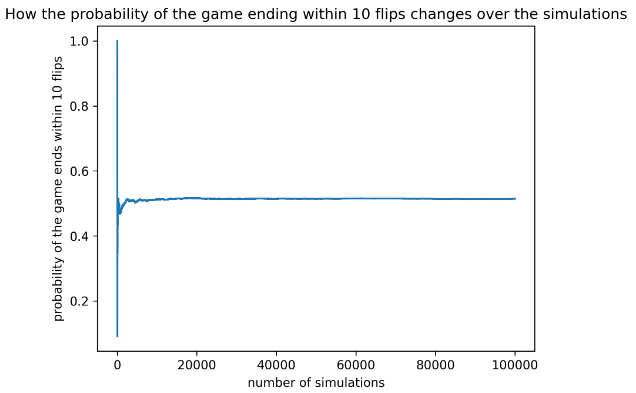 How the probability of the game ending within 10 flips changes over the simulations
probability of the game ends within 10 flips
1.0
0.8
0.6
0.4
0.2
0 20000 40000 60000 80000 100000
number of simulations